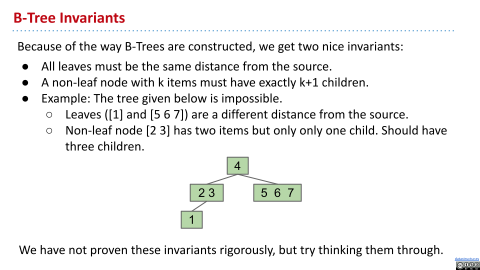 B-Tree Invariants
Because of the way B-Trees are constructed, we get two nice invariants:
● All leaves must be the same distance from the source.
● A non-leaf node with k items must have exactly k+1 children.
● Example: The tree given below is impossible.
○ Leaves ([1] and [5 6 7]) are a different distance from the source.
○ Non-leaf node [2 3] has two items but only only one child. Should have
three children.
4
2 3
5 6 7
1
We have not proven these invariants rigorously, but try thinking them through.